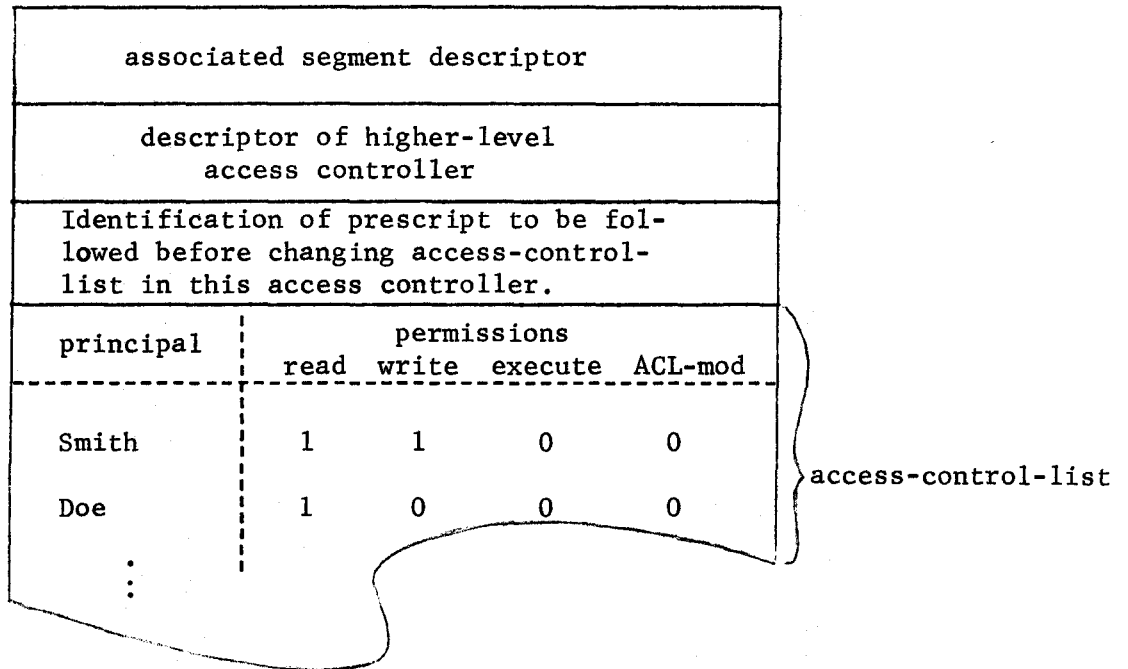 associated segment descriptor
descriptor of higher-level
access controller
Identification of prescript to be fol-
lowed before changing access-control-
list in this access controller.
principal
permissions
read write execute ACL-mod
Smith 1 1 0 0
access-control-list
Doe 1 0 0 0